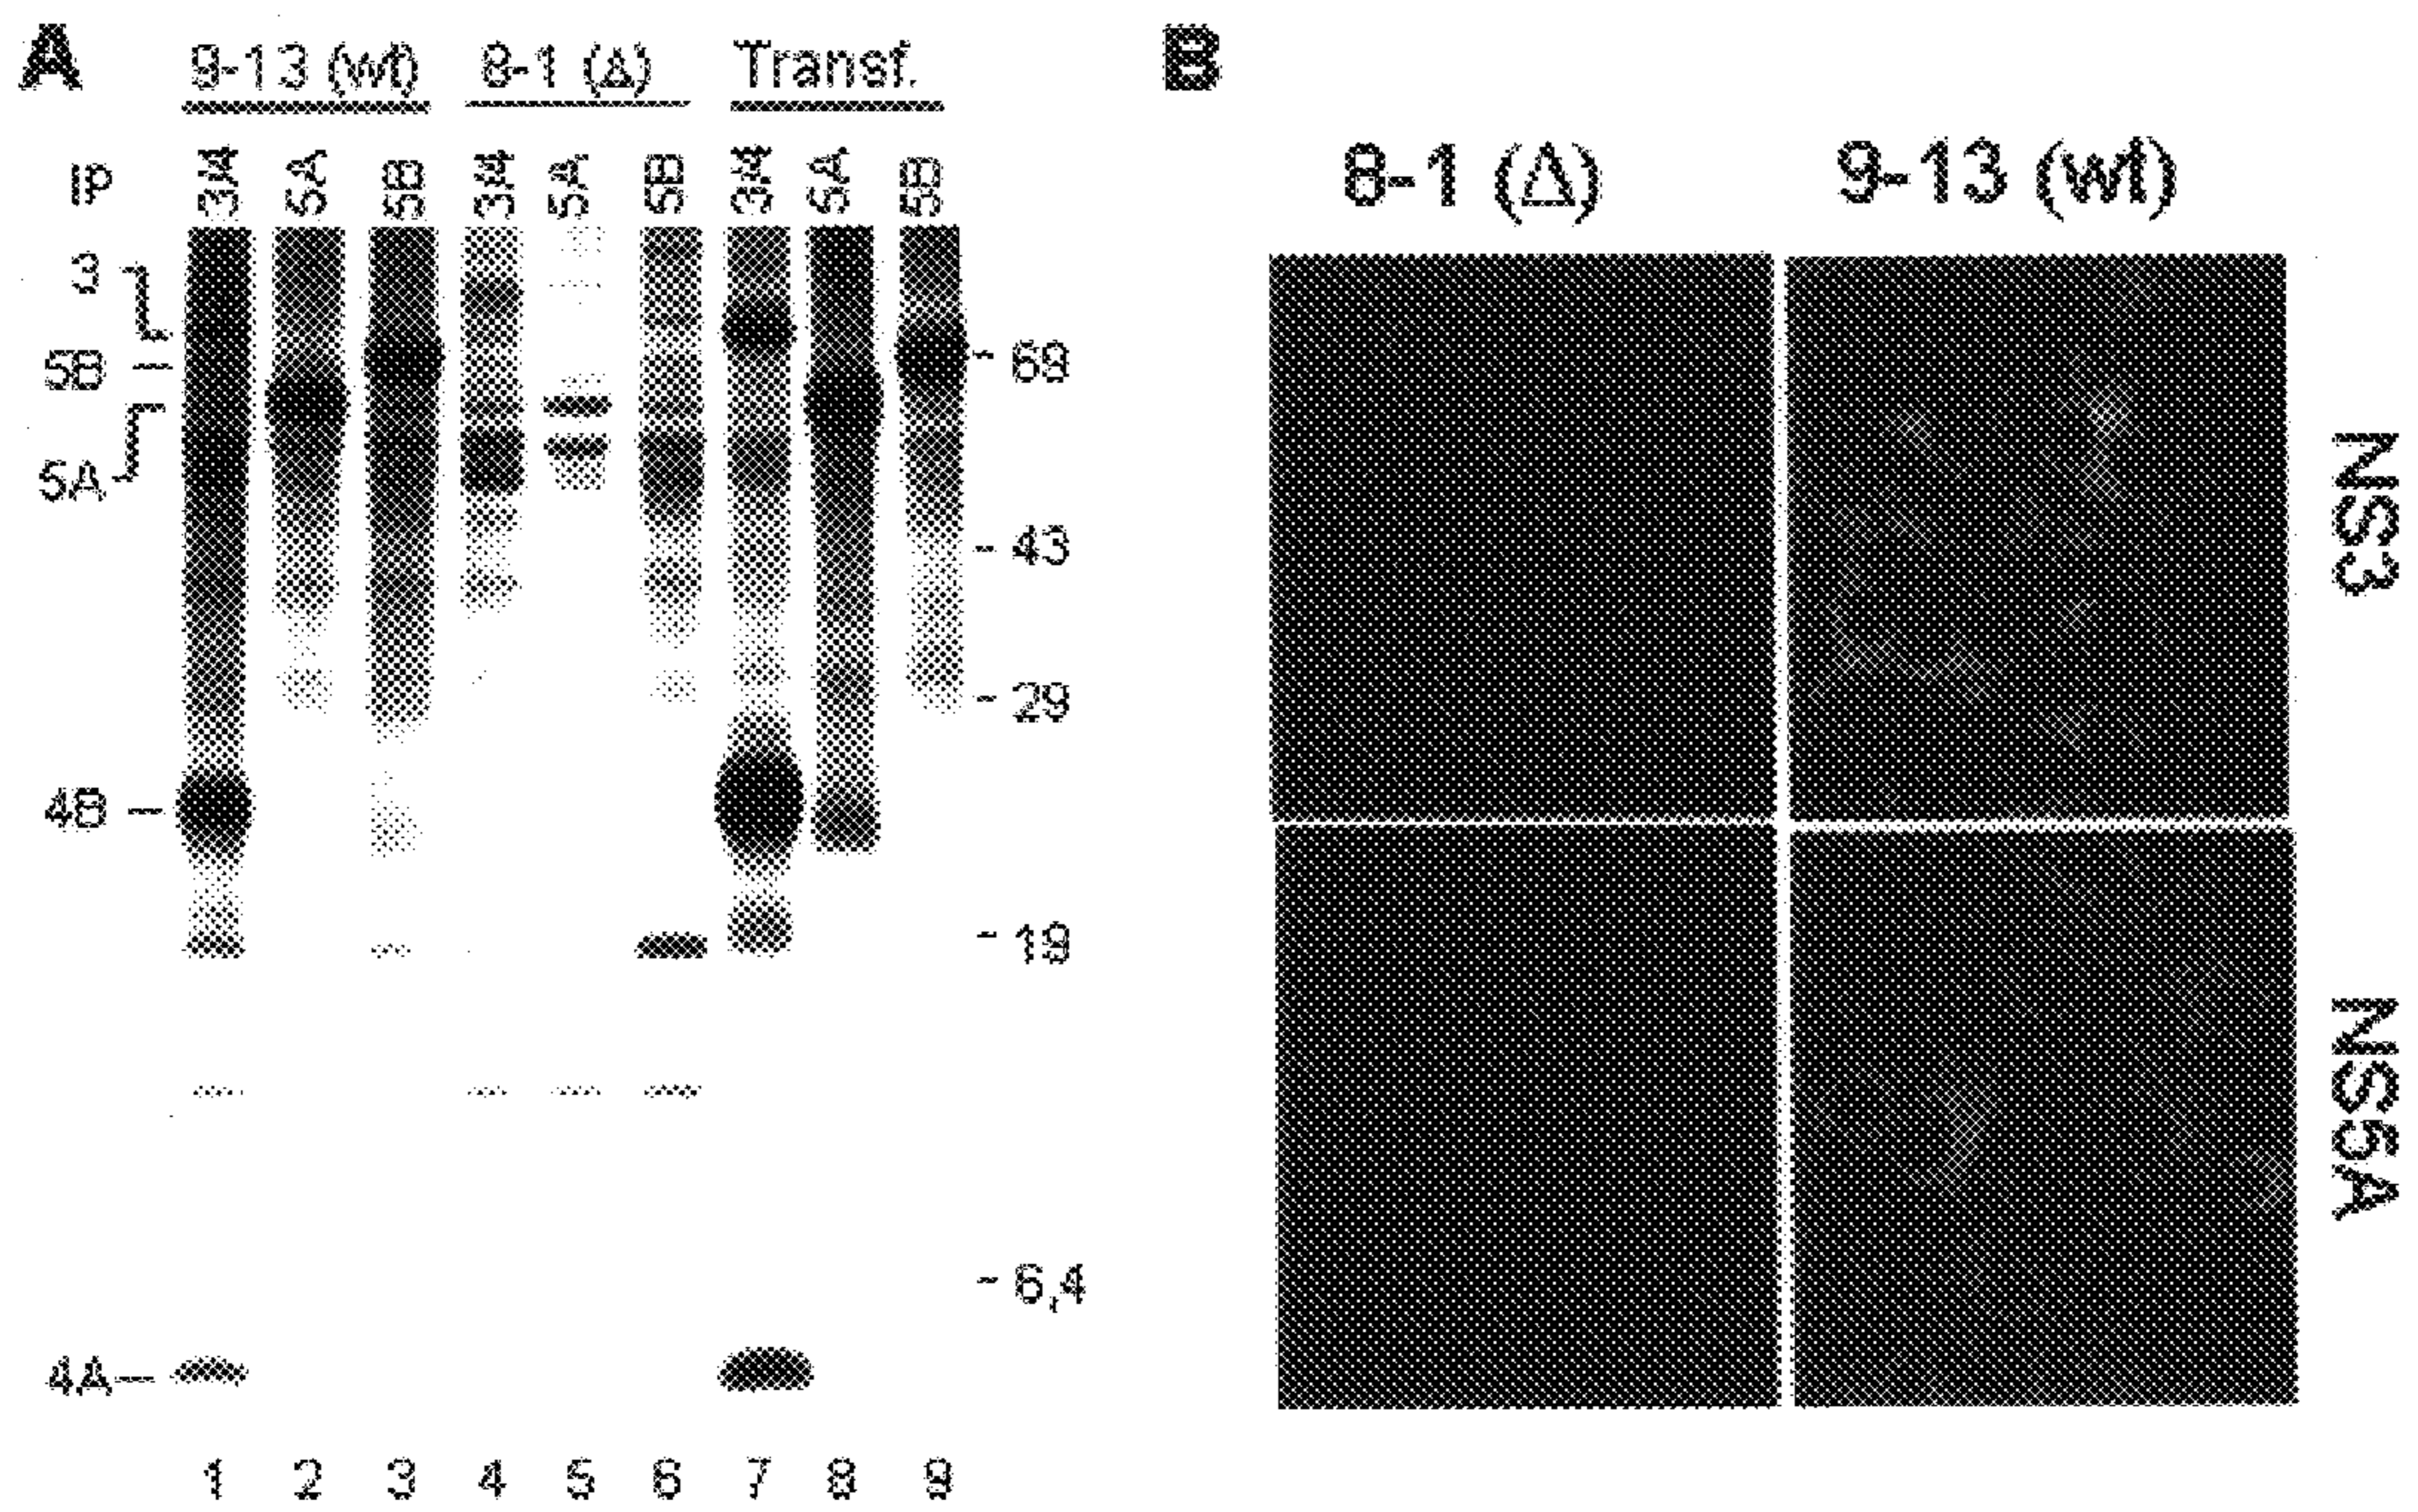 A
9-13 (wt) 8-1 (Δ) Transf.
IP 3/4 5A 5B 3/4 5A 5B 3/4 5A 5B
3
5B
5A
4B
4A
69
43
29
19
6,4
1 2 3 4 5 6 7 8 9
B
8-1 (Δ) 9-13 (wt)
NS3
NS5A